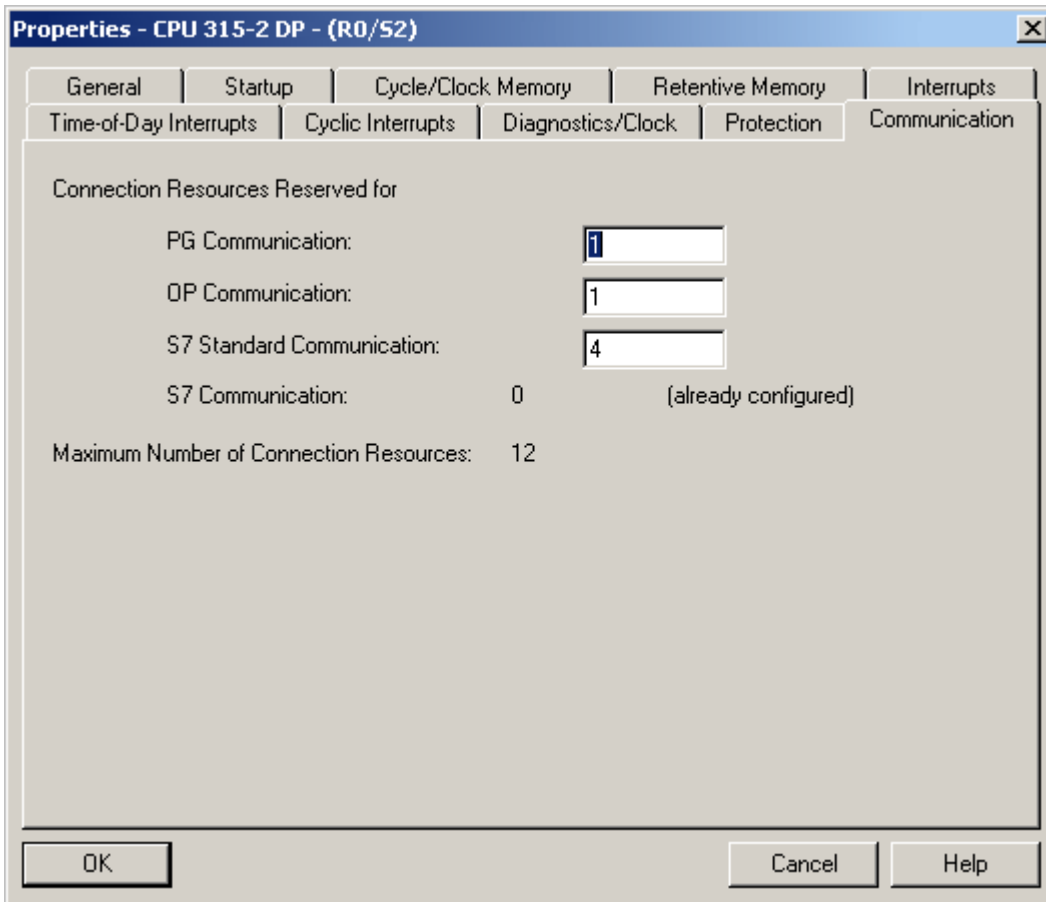 Properties - CPU 315-2 DP - (R0/S2)
General Startup Cycle/Clock Memory Retentive Memory Interrupts
Time-of-Day Interrupts Cyclic Interrupts Diagnostics/Clock Protection Communication
Connection Resources Reserved for
PG Communication: 1
OP Communication: 1
S7 Standard Communication: 4
S7 Communication: 0 (already configured)
Maximum Number of Connection Resources: 12
OK Cancel Help